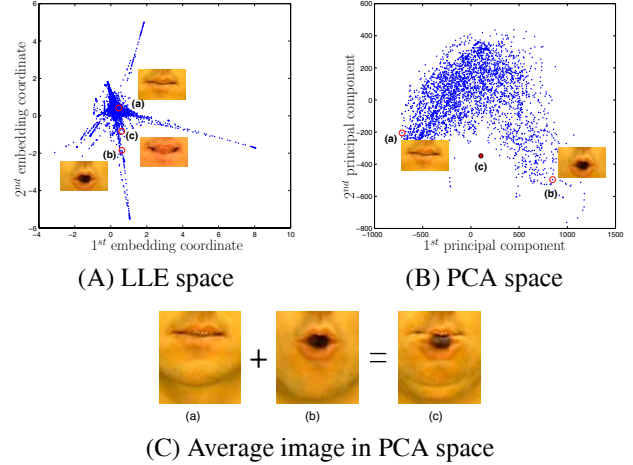 6
4
2
0
−2
−4
−6
−4 −2 0 2 4 6 8 10
2nd embedding coordinate
1st embedding coordinate
(a)
(c)
(b)
(A) LLE space
600
400
200
0
−200
−400
−600
−800
−1000 −500 0 500 1000 1500
2nd principal component
1st principal component
(a)
(c)
(b)
(B) PCA space
+ =
(a) (b) (c)
(C) Average image in PCA space